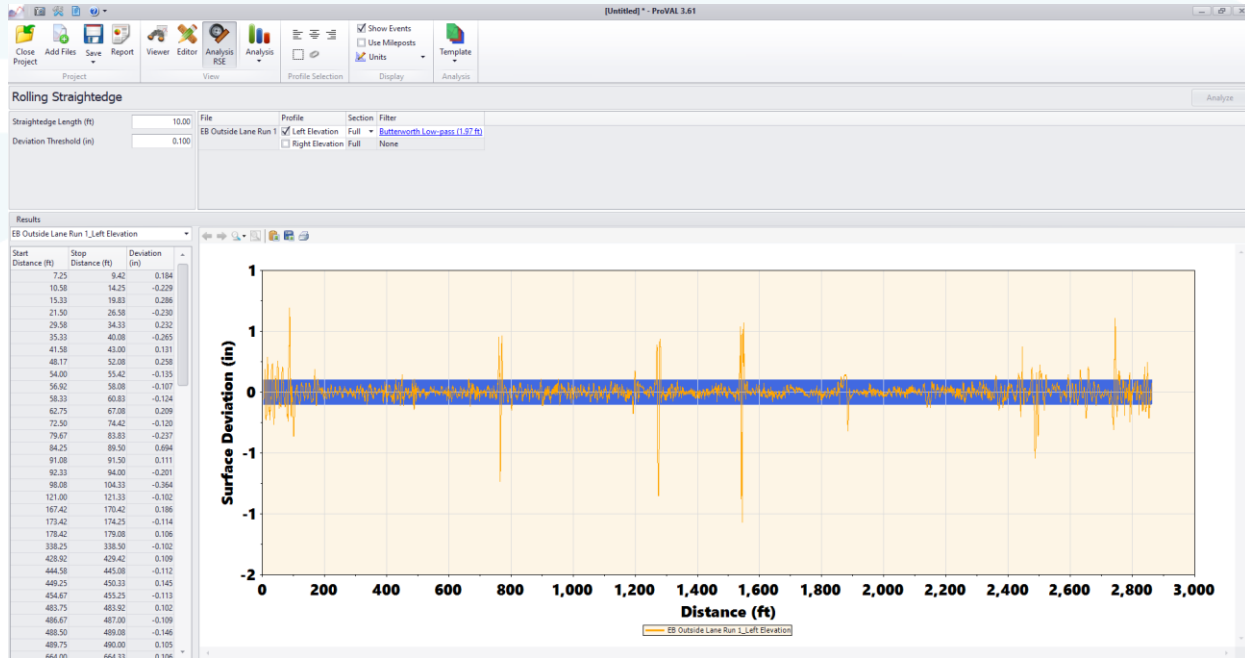 [Untitled] * - ProVAL 3.61
Close Project
Add Files
Save
Report
Viewer
Editor
Analysis RSE
Analysis
Show Events
Use Mileposts
Units
Template
Project
View
Profile Selection
Display
Analysis
Rolling Straightedge
Analyze
Straightedge Length (ft) 10.00
Deviation Threshold (in) 0.100
File Profile Section Filter
EB Outside Lane Run 1 Left Elevation Full Butterworth Low-pass (1.97 ft)
Right Elevation Full None
Results
EB Outside Lane Run 1_Left Elevation
Start Distance (ft) Stop Distance (ft) Deviation (in)
7.25 9.42 0.184
10.58 14.25 -0.229
15.33 19.83 0.286
21.50 26.58 -0.230
29.58 34.33 0.232
35.33 40.08 -0.265
41.58 43.00 0.131
48.17 52.08 0.258
54.00 55.42 -0.135
56.92 58.08 -0.107
58.33 60.83 -0.124
62.75 67.08 0.209
72.50 74.42 -0.120
79.67 83.83 -0.237
84.25 89.50 0.694
91.08 91.50 0.111
92.33 94.00 -0.201
98.08 104.33 -0.364
121.00 121.33 -0.102
167.42 170.42 0.186
173.42 174.25 -0.114
178.42 179.08 0.106
338.25 338.50 -0.102
428.92 429.42 0.109
444.58 445.08 -0.112
449.25 450.33 0.145
454.67 455.25 -0.113
483.75 483.92 0.102
486.67 487.00 -0.109
488.50 489.08 -0.146
489.75 490.00 0.105
664.00 664.33 0.106
Surface Deviation (in)
1
1
0
-1
-1
-2
0 200 400 600 800 1,000 1,200 1,400 1,600 1,800 2,000 2,200 2,400 2,600 2,800 3,000
Distance (ft)
EB Outside Lane Run 1_Left Elevation